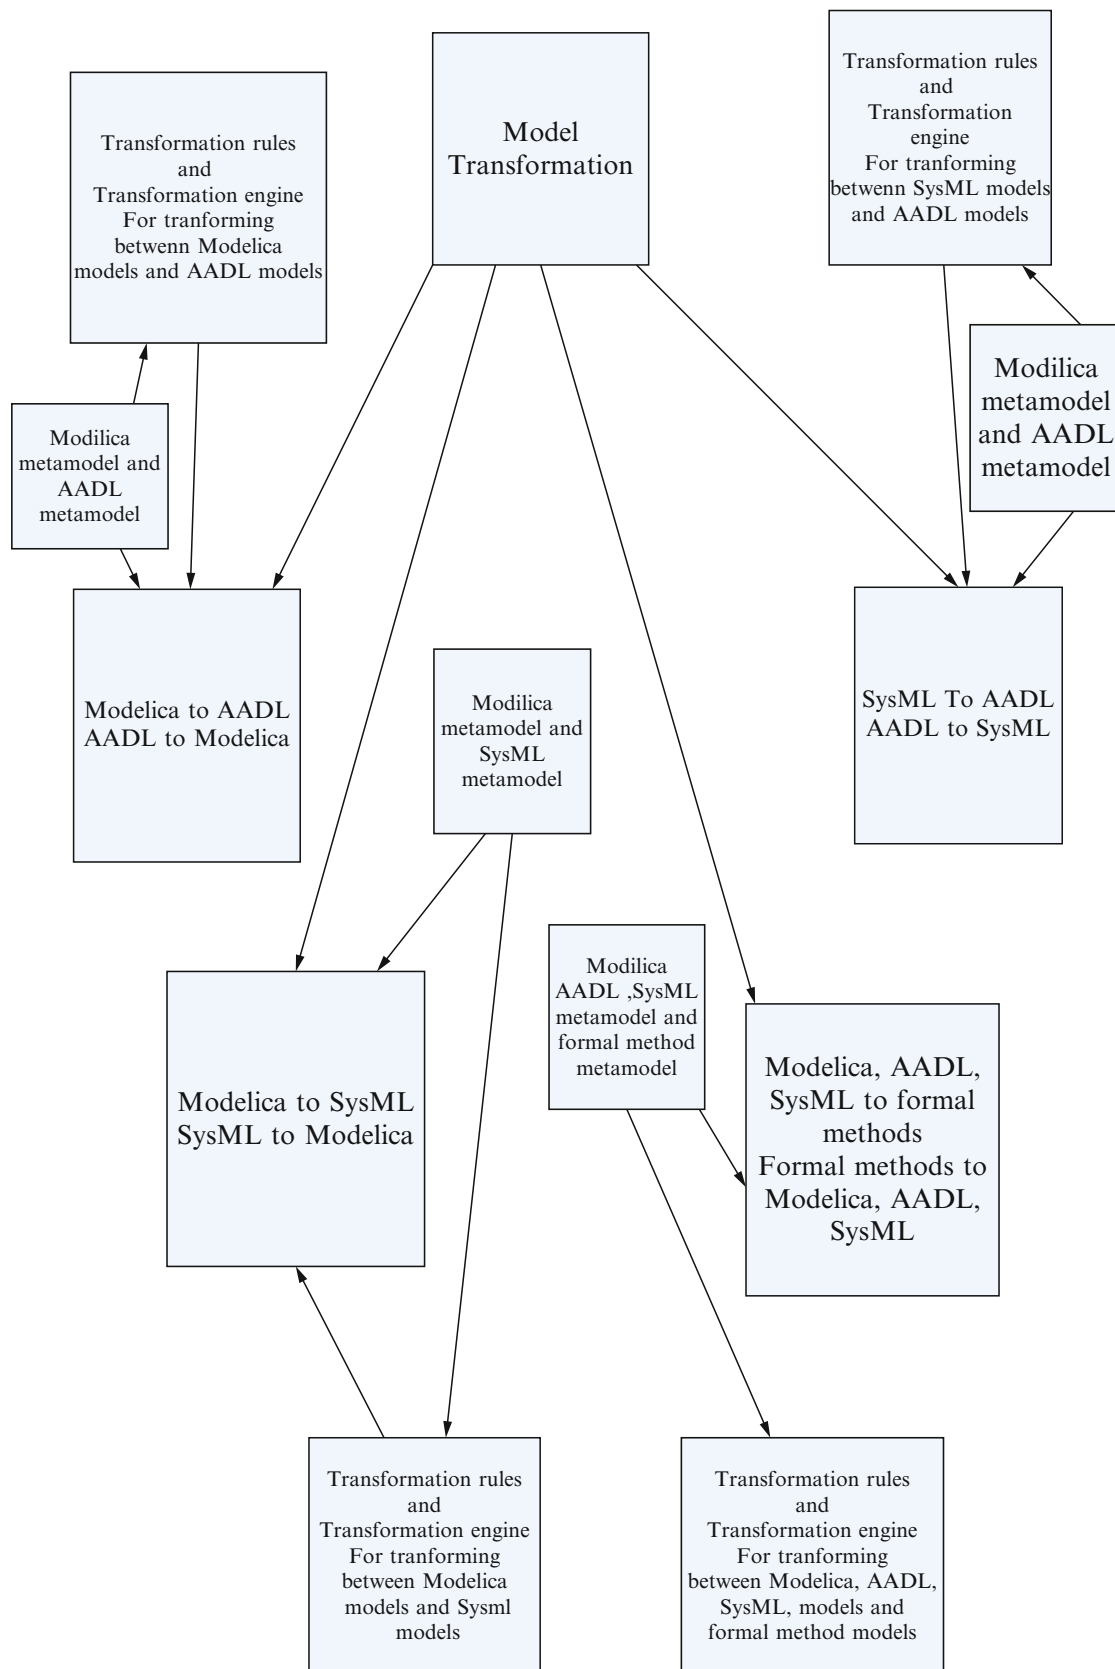 Model
Transformation
Transformation rules
and
Transformation engine
For tranforming
betwenn Modelica
models and AADL models
Transformation rules
and
Transformation
engine
For tranforming
betwenn SysML models
and AADL models
Modilica
metamodel and
AADL
metamodel
Modilica
metamodel
and AADL
metamodel
Modelica to AADL
AADL to Modelica
Modilica
metamodel and
SysML
metamodel
SysML To AADL
AADL to SysML
Modelica to SysML
SysML to Modelica
Modilica
AADL ,SysML
metamodel and
formal method
metamodel
Modelica, AADL,
SysML to formal
methods
Formal methods to
Modelica, AADL,
SysML
Transformation rules
and
Transformation engine
For tranforming
between Modelica
models and Sysml
models
Transformation rules
and
Transformation engine
For tranforming
between Modelica, AADL,
SysML, models and
formal method models